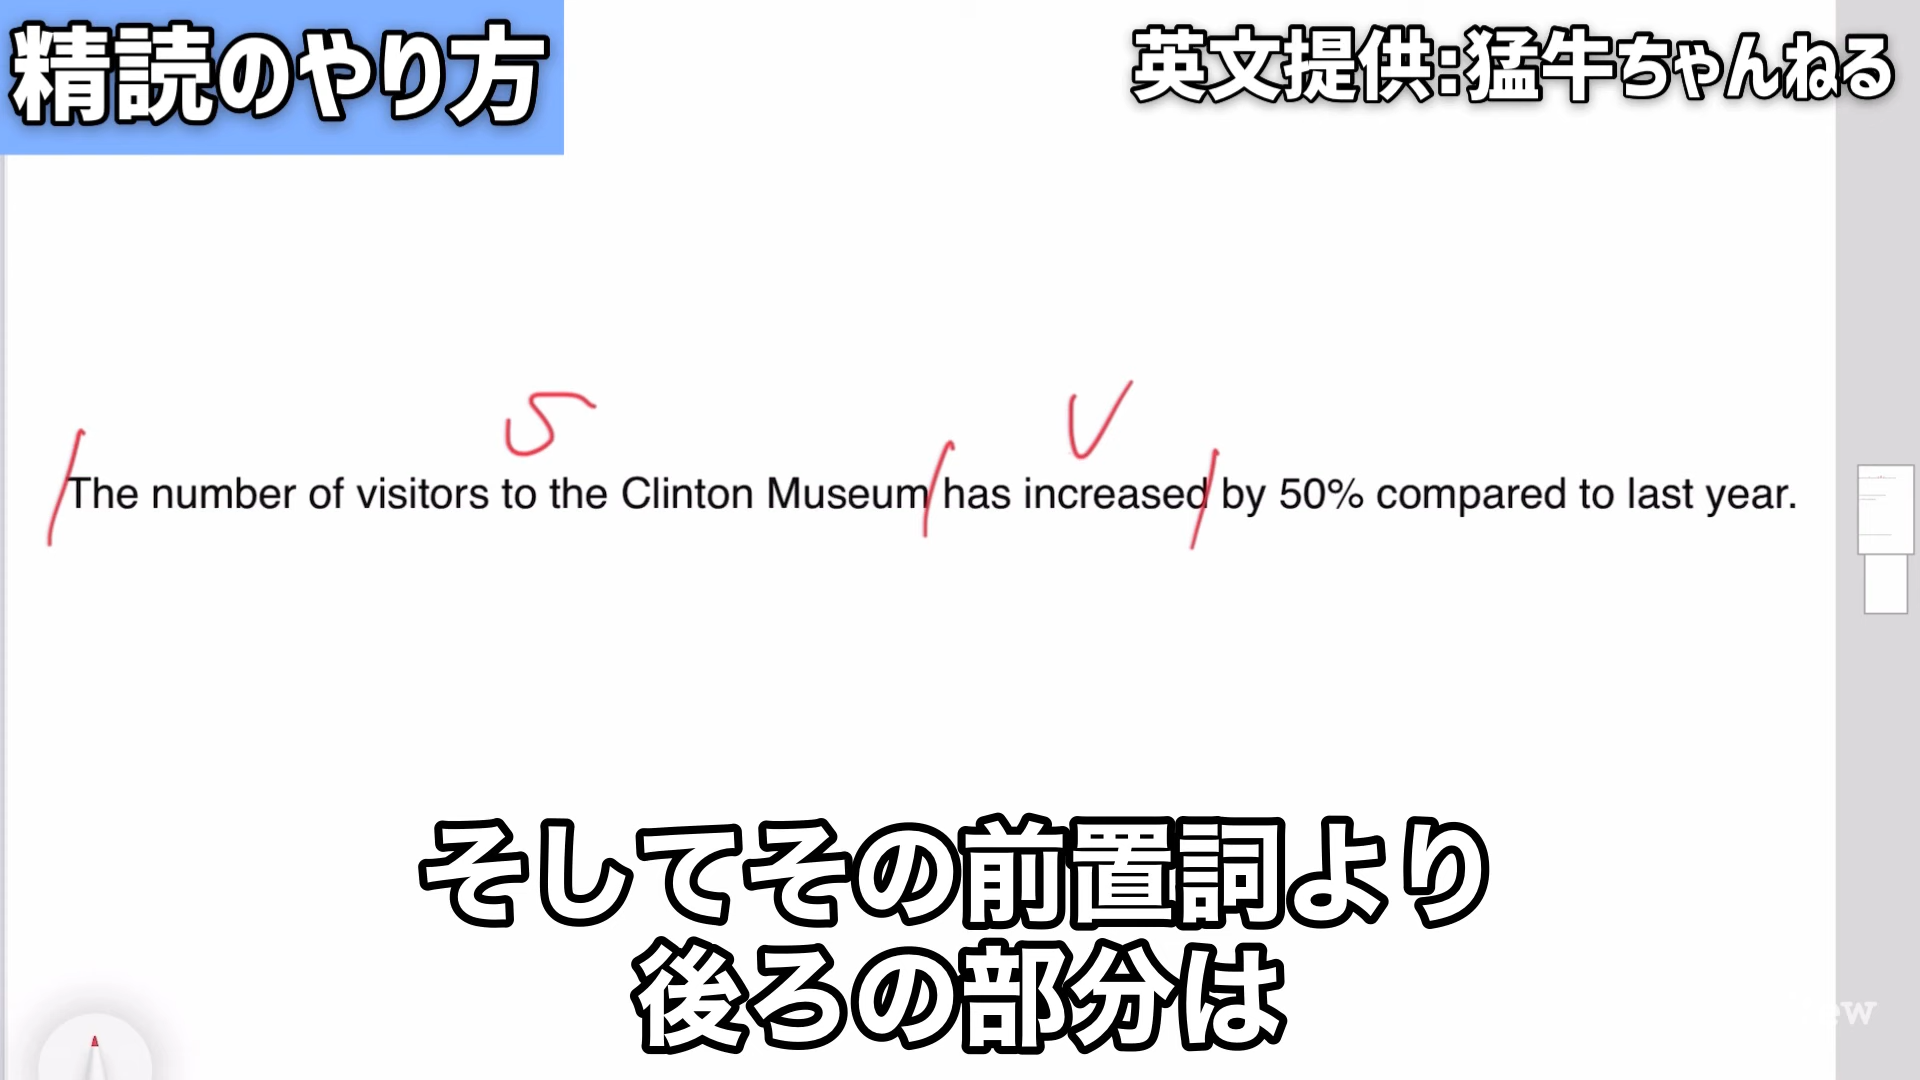 精読のやり方
英文提供:猛牛ちゃんねる
S V
The number of visitors to the Clinton Museum has increased by 50% compared to last year.
そしてその前置詞より
後ろの部分は